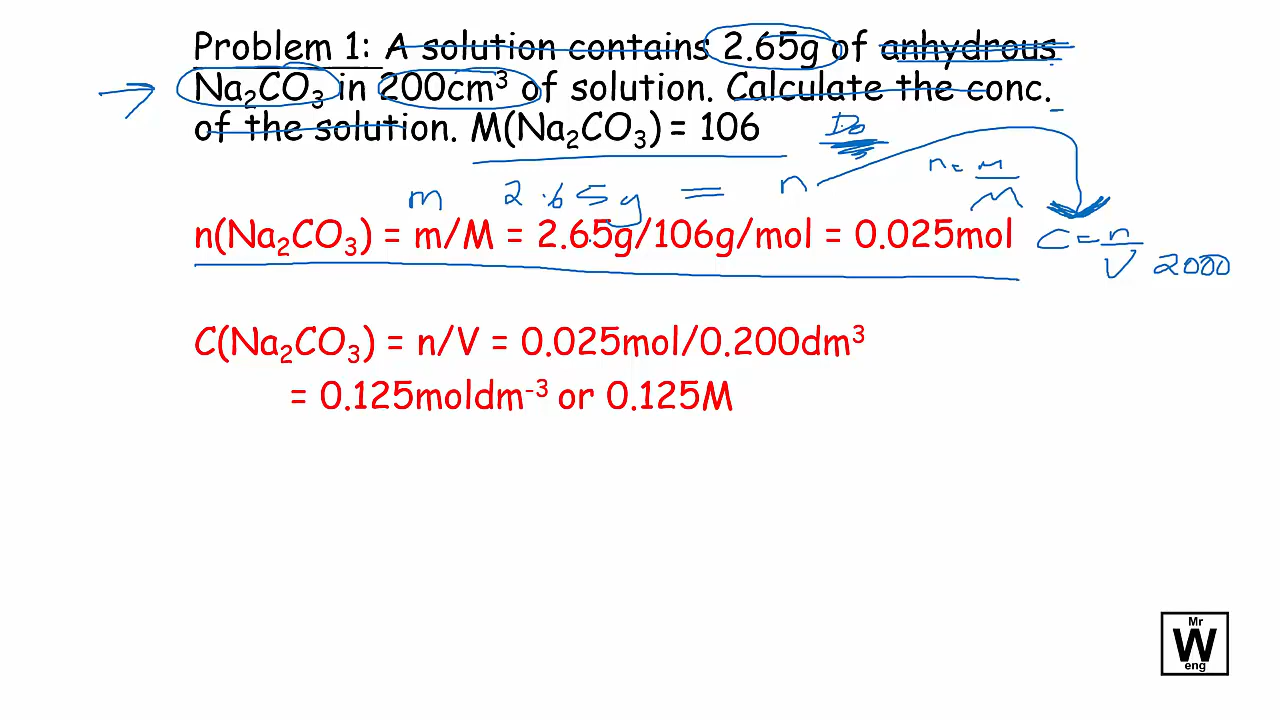 Problem 1: A solution contains 2.65g of anhydrous
Na₂CO₃ in 200cm³ of solution. Calculate the conc.
of the solution. M(Na₂CO₃) = 106
m 2.65g = n
n = m/M
n(Na₂CO₃) = m/M = 2.65g/106g/mol = 0.025mol
C = n/V
C(Na₂CO₃) = n/V = 0.025mol/0.200dm³
= 0.125moldm⁻³ or 0.125M
Mr
W
eng